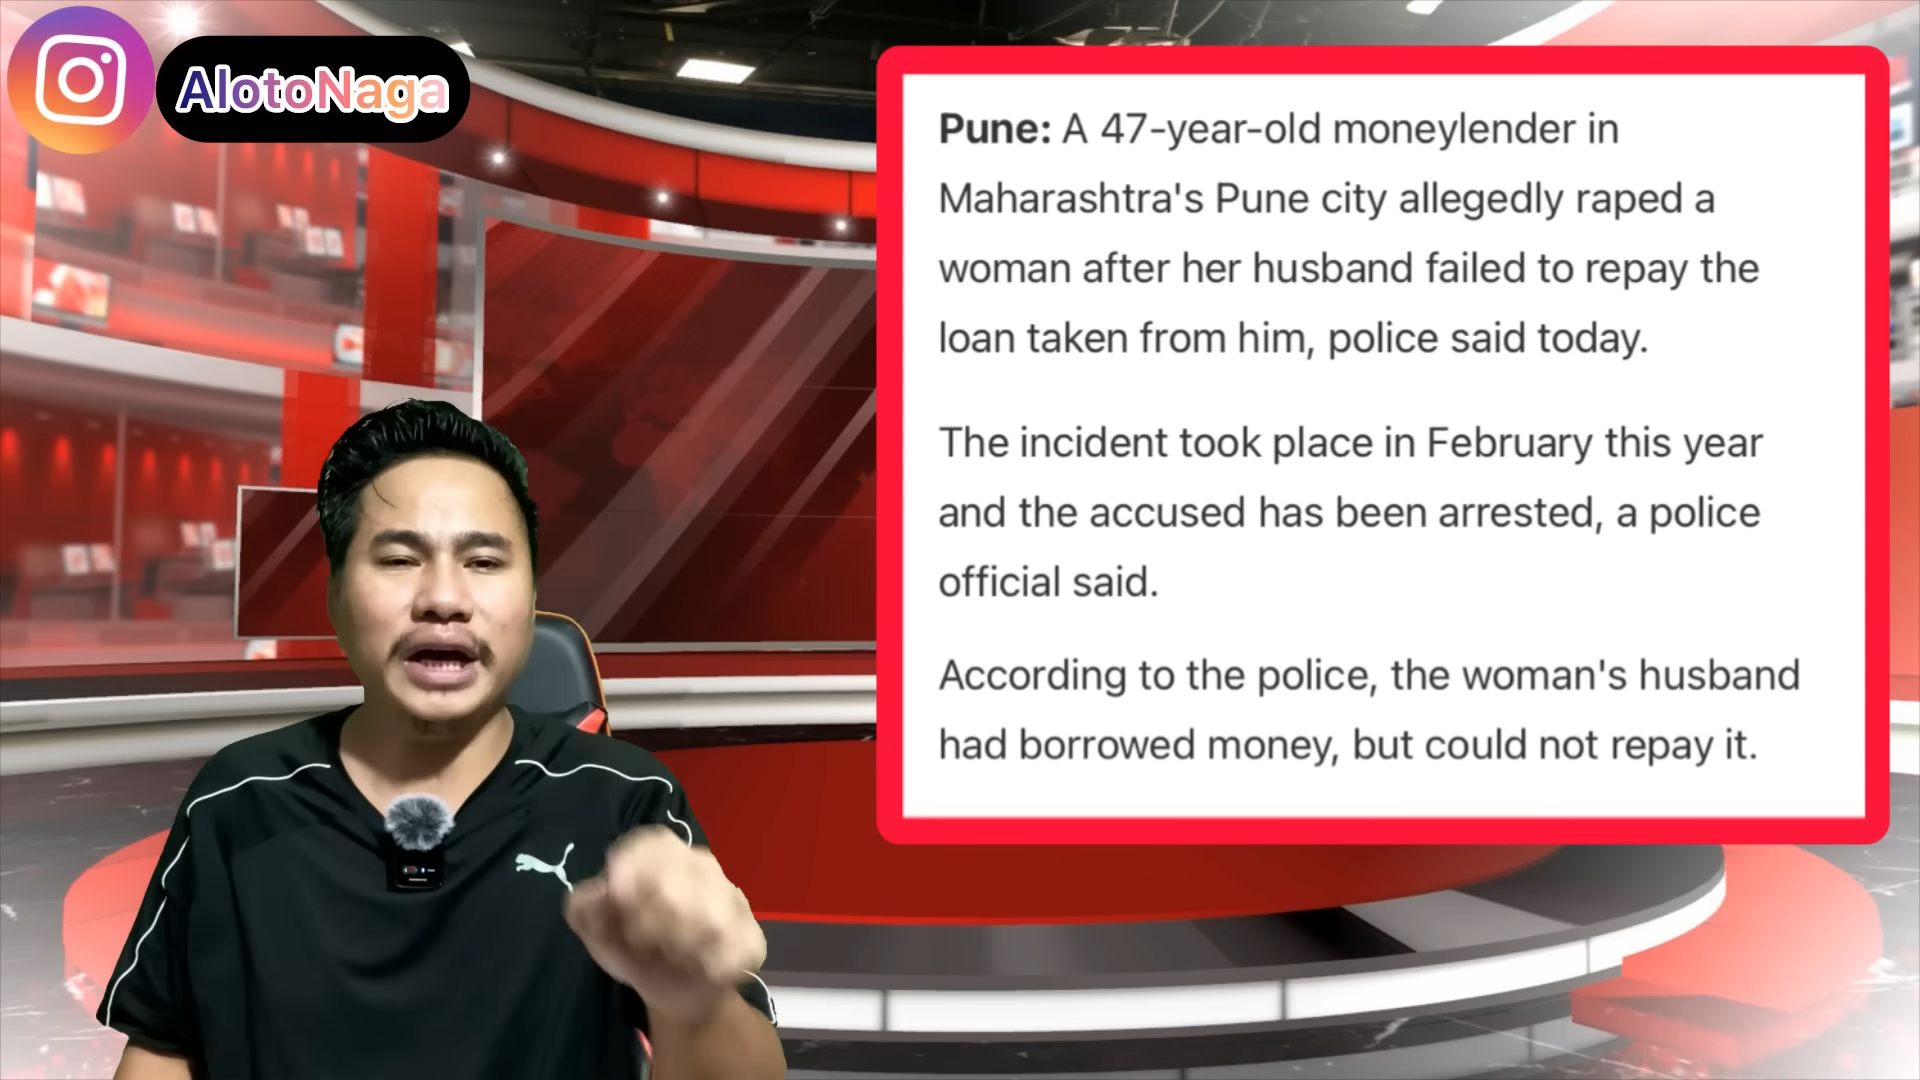 AlotoNaga
Pune: A 47-year-old moneylender in
Maharashtra's Pune city allegedly raped a
woman after her husband failed to repay the
loan taken from him, police said today.
The incident took place in February this year
and the accused has been arrested, a police
official said.
According to the police, the woman's husband
had borrowed money, but could not repay it.